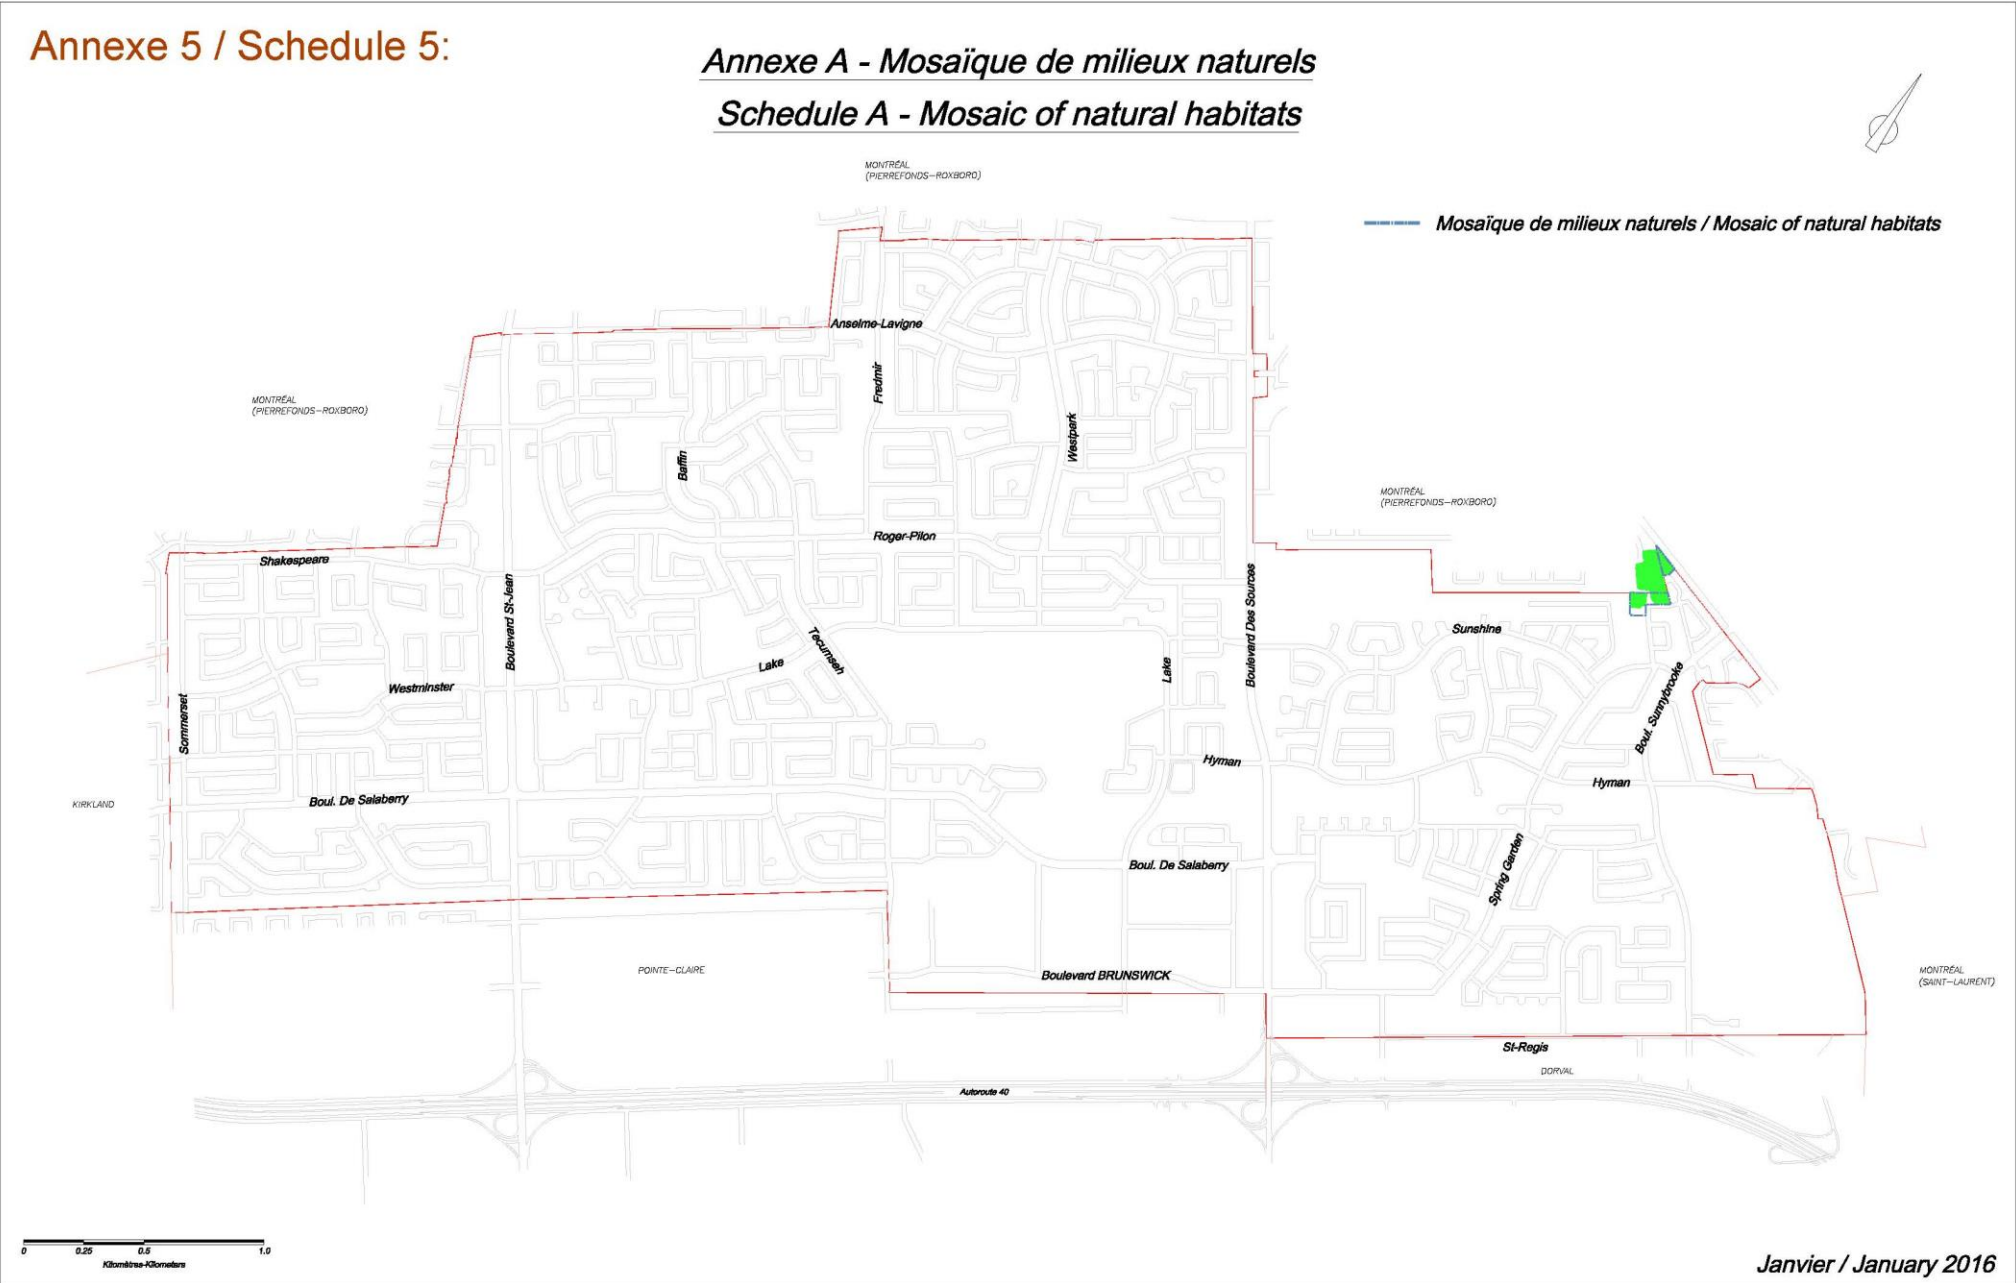 Annexe 5 / Schedule 5:
Annexe A - Mosaïque de milieux naturels
Schedule A - Mosaic of natural habitats
MONTRÉAL
(PIERREFONDS-ROXBORO)
Mosaïque de milieux naturels / Mosaic of natural habitats
Anselme-Lavigne
Fredmir
MONTRÉAL
(PIERREFONDS-ROXBORO)
Westpark
Baffin
MONTRÉAL
(PIERREFONDS-ROXBORO)
Roger-Pilon
Shakespeare
Boulevard St-Jean
Boulevard Des Sources
Sunshine
Tecumseh
Lake
Lake
Westminster
Sommerset
Boul. Sunnybrooke
Hyman
Hyman
KIRKLAND
Boul. De Salaberry
Boul. De Salaberry
Spring Garden
POINTE-CLAIRE
Boulevard BRUNSWICK
MONTRÉAL
(SAINT-LAURENT)
St-Regis
DORVAL
Autoroute 40
0 0.25 0.5 1.0
Kilomètres-Kilometers
Janvier / January 2016